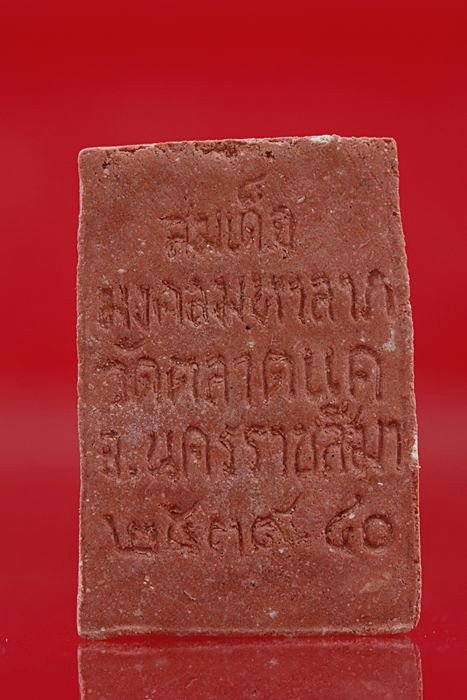 สมเด็จ
มงคลมหาลาภ
วัดตลาดแค
จ.นครราชสีมา
๒๕๓๙ ๔๐